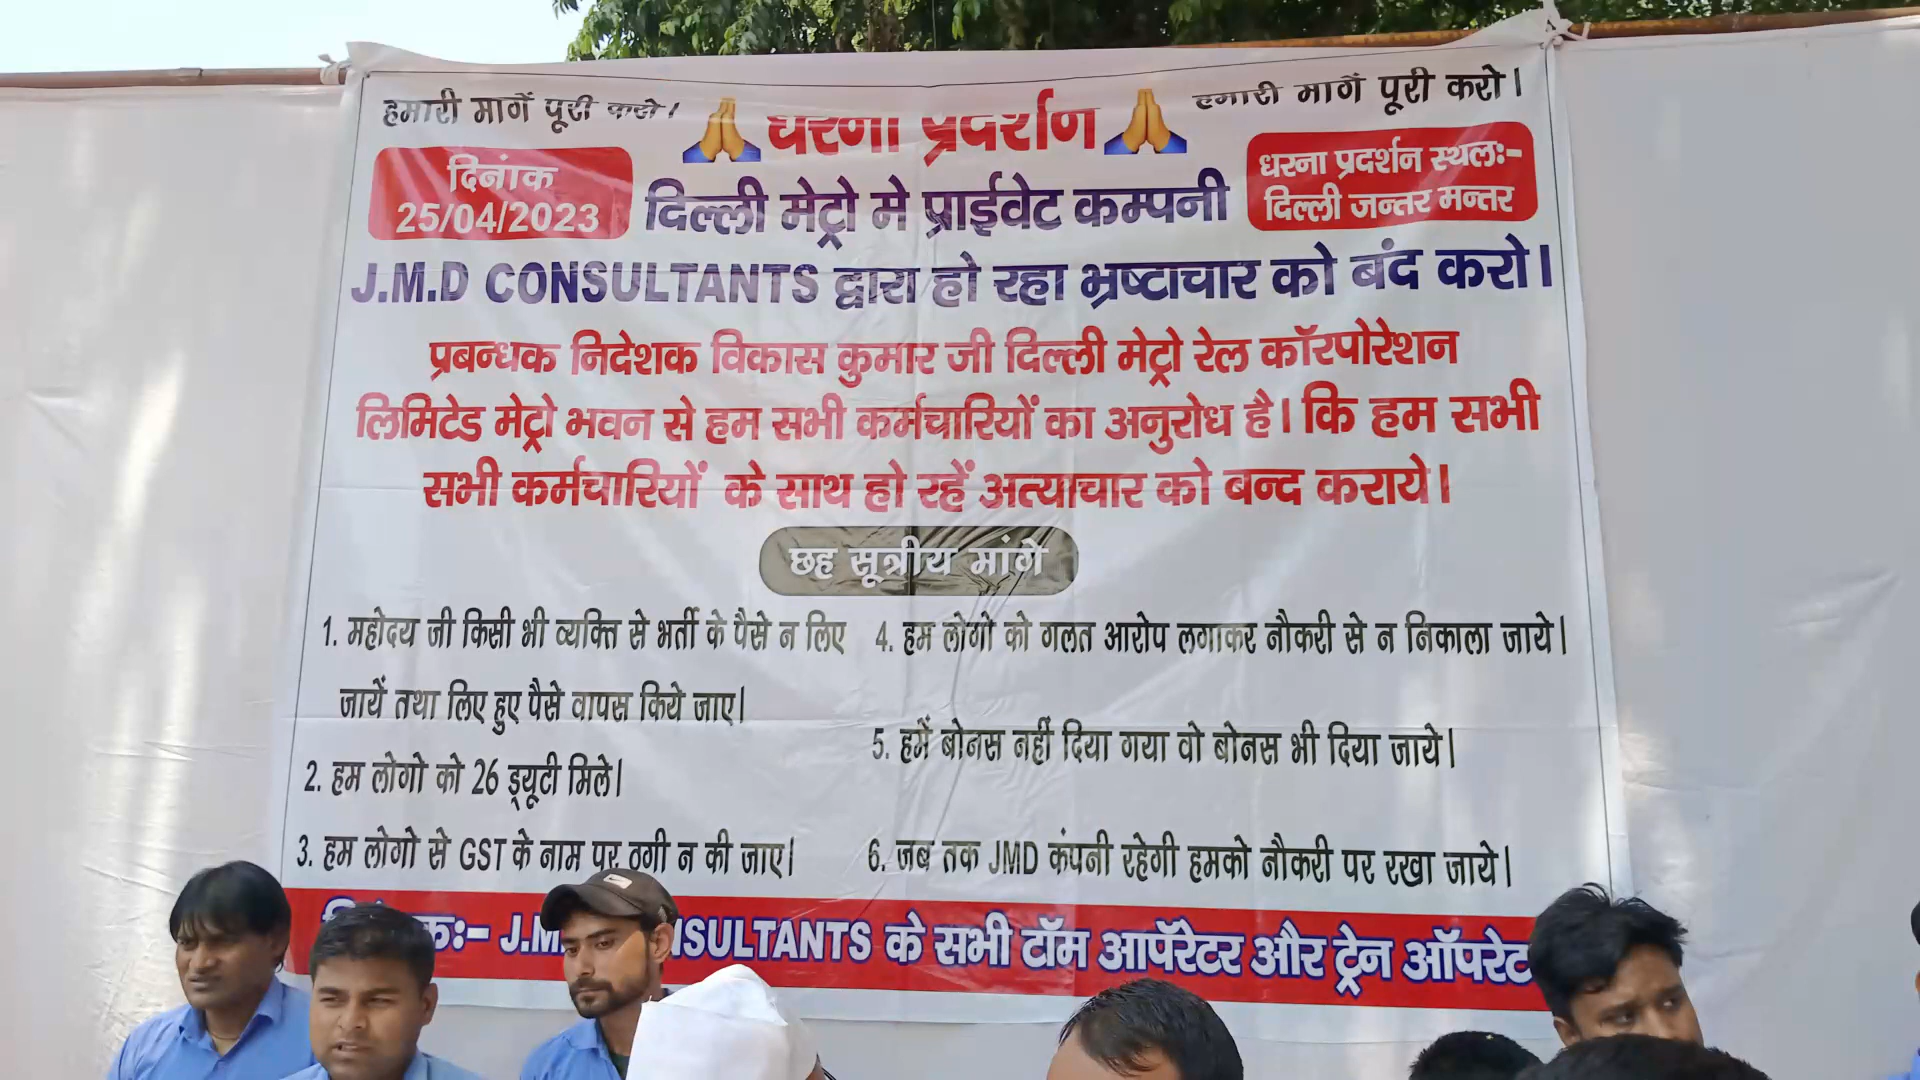 हमारी मागें पूरी करो।
धरना प्रदर्शन
हमारी मागें पूरी करो।
दिनांक
25/04/2023
धरना प्रदर्शन स्थलः-
दिल्ली जन्तर मन्तर
दिल्ली मेट्रो मे प्राईवेट कम्पनी
J.M.D CONSULTANTS द्वारा हो रहा भ्रष्टाचार को बंद करो।
प्रबन्धक निदेशक विकास कुमार जी दिल्ली मेट्रो रेल कॉरपोरेशन
लिमिटेड मेट्रो भवन से हम सभी कर्मचारियों का अनुरोध है। कि हम सभी
सभी कर्मचारियों के साथ हो रहें अत्याचार को बन्द कराये।
छह सूत्रीय मांगे
1. महोदय जी किसी भी व्यक्ति से भर्ती के पैसे न लिए
जायें तथा लिए हुए पैसे वापस किये जाए।
2. हम लोगो को 26 ड्यूटी मिले।
3. हम लोगो से GST के नाम पर ठगी न की जाए।
4. हम लोगो को गलत आरोप लगाकर नौकरी से न निकाला जाये।
5. हमें बोनस नहीं दिया गया वो बोनस भी दिया जाये।
6. जब तक JMD कंपनी रहेगी हमको नौकरी पर रखा जाये।
के सभी टॉम आपॅरेटर और ट्रेन